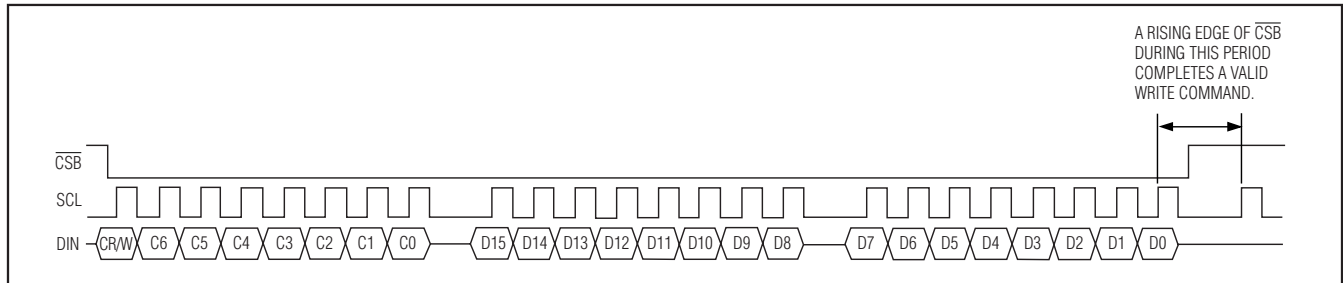 A RISING EDGE OF CSB
DURING THIS PERIOD
COMPLETES A VALID
WRITE COMMAND.
CSB
SCL
DIN CR/W C6 C5 C4 C3 C2 C1 C0 D15 D14 D13 D12 D11 D10 D9 D8 D7 D6 D5 D4 D3 D2 D1 D0